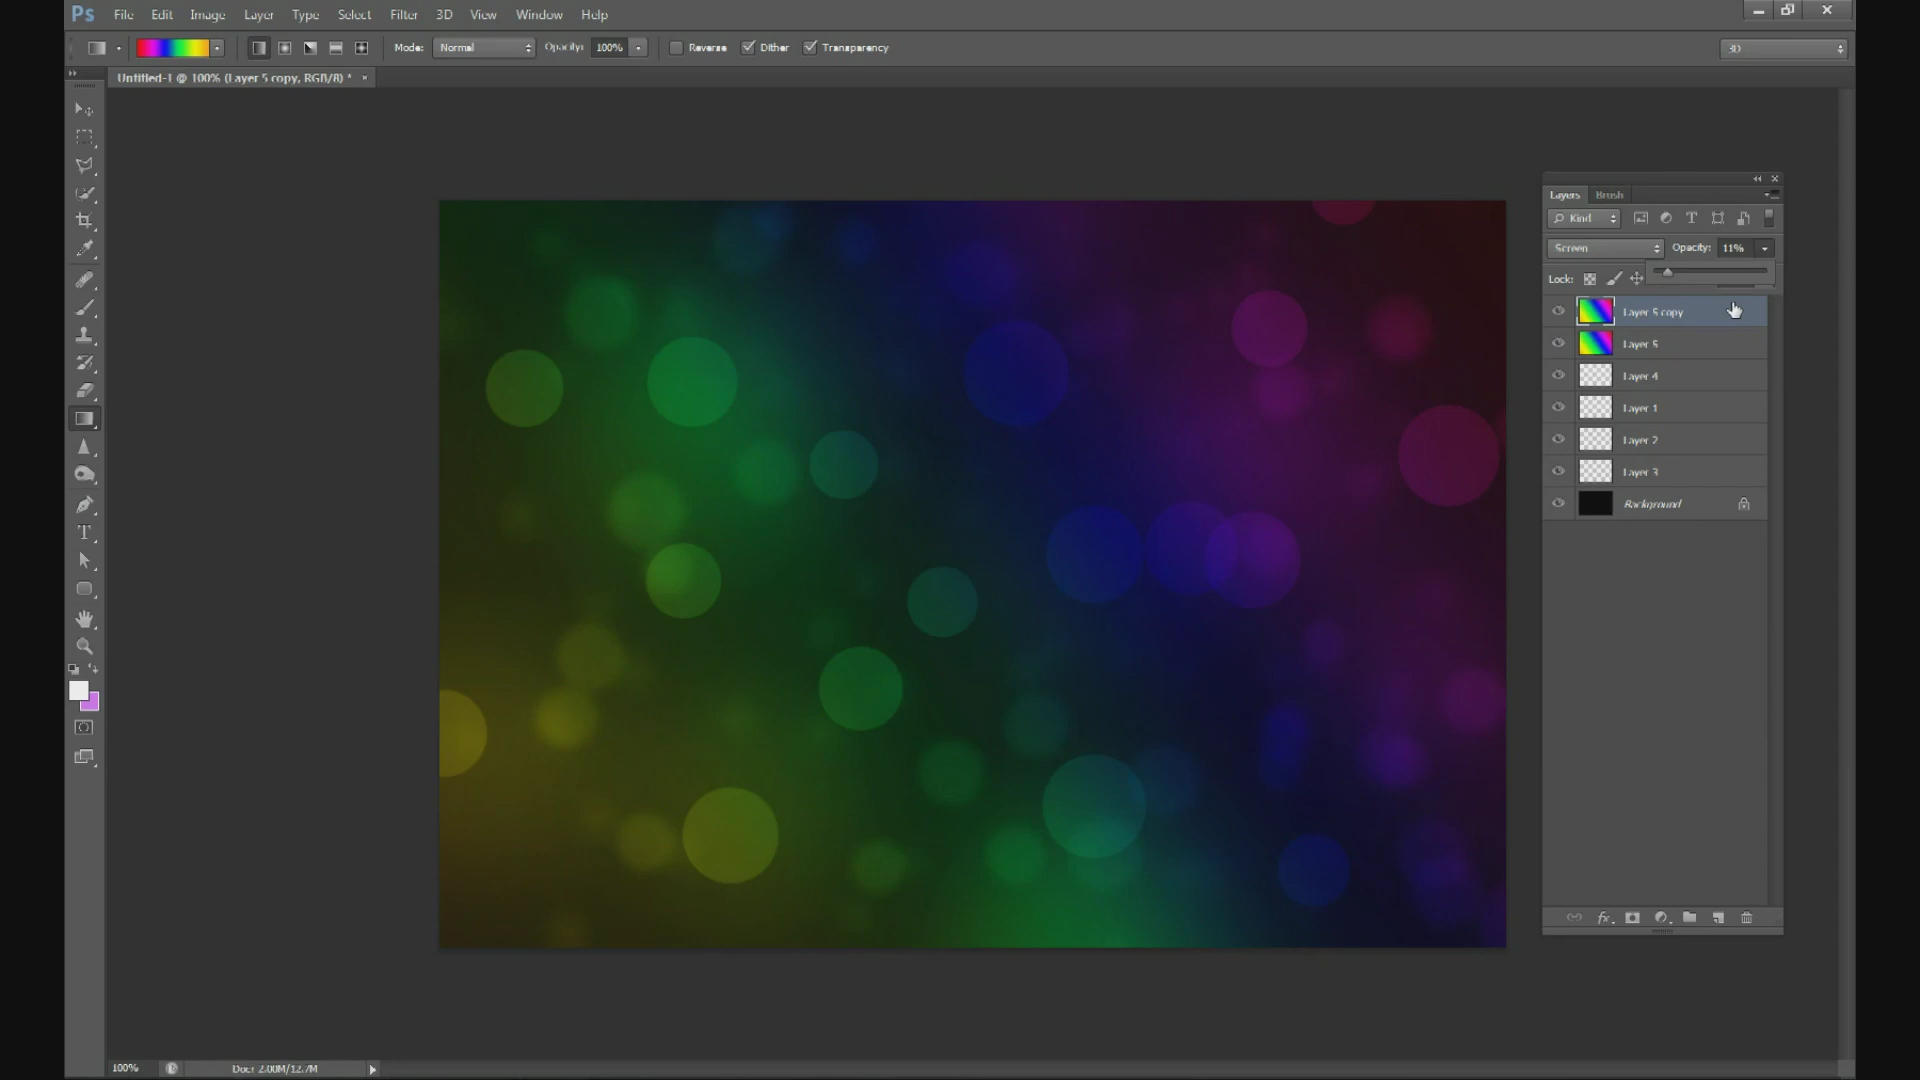 Ps File Edit Image Layer Type Select Filter 3D View Window Help
Mode: Normal Opacity: 100% Reverse Dither Transparency 3D
Untitled-1 @ 100% (Layer 5 copy, RGB/8) * ×
Layers Brush
Kind
Screen Opacity: 11%
Lock:
Layer 5 copy
Layer 5
Layer 4
Layer 1
Layer 2
Layer 3
Background
fx
100% Doc: 2.00M/12.7M